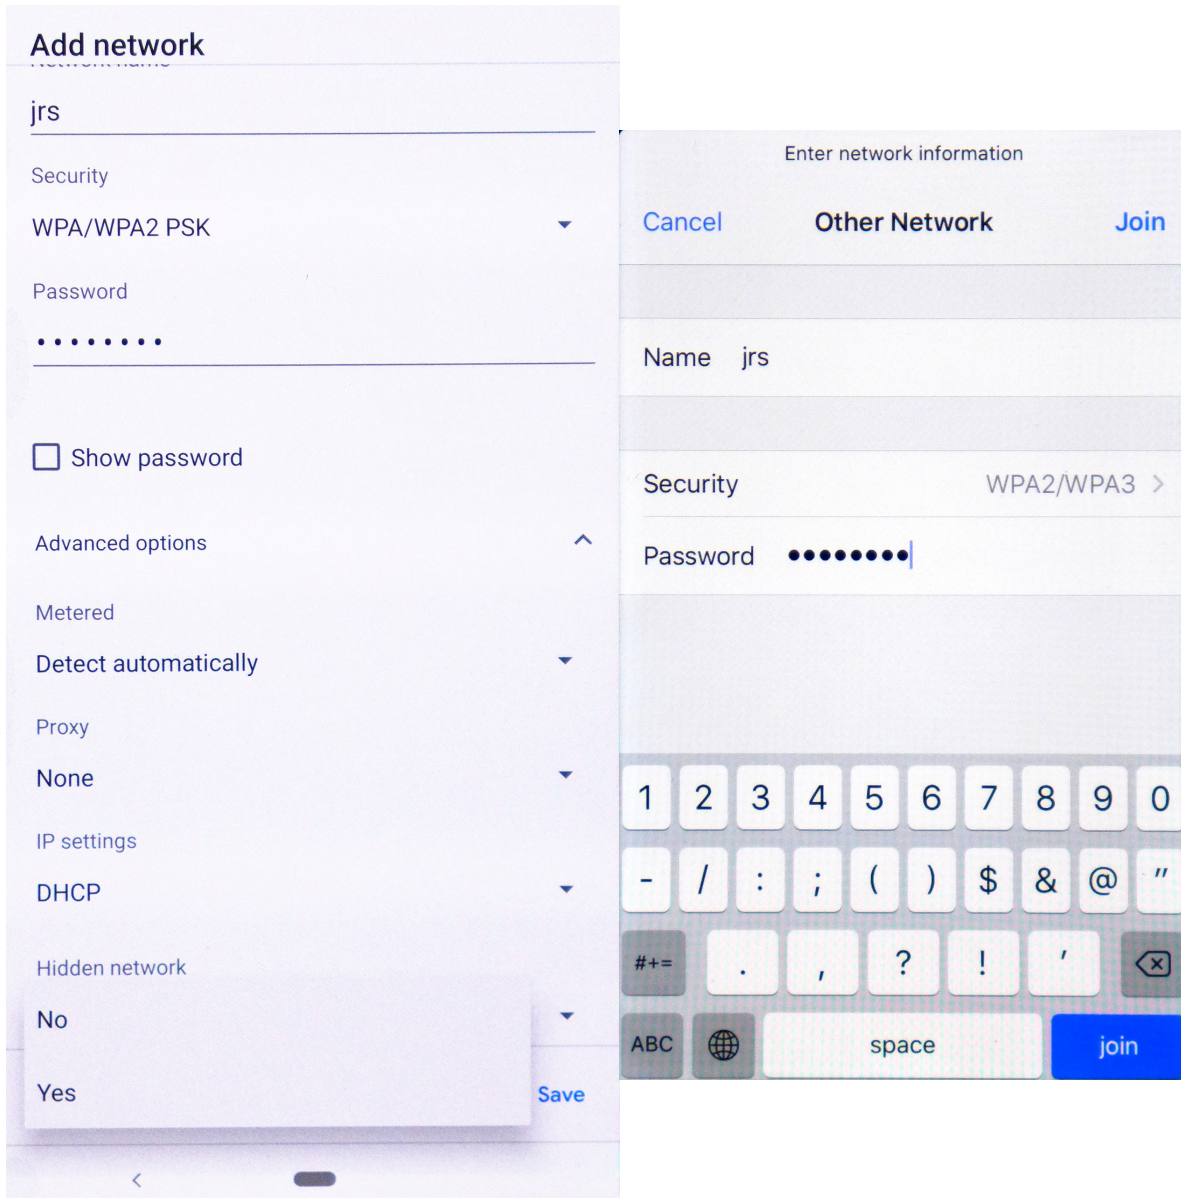 Add network
Network name
jrs
Security
WPA/WPA2 PSK
Password
••••••••
Show password
Advanced options
Metered
Detect automatically
Proxy
None
IP settings
DHCP
Hidden network
No
Yes
Save
Enter network information
Cancel Other Network Join
Name jrs
Security WPA2/WPA3
Password ••••••••
1 2 3 4 5 6 7 8 9 0
- / : ; ( ) $ & @ "
#+= . , ? ! '
ABC space join